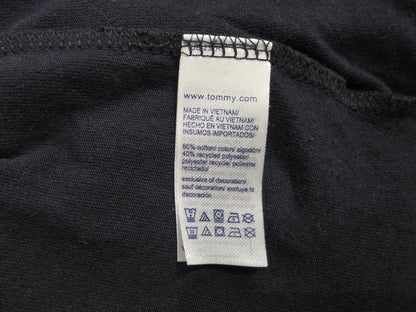 www.tommy.com
MADE IN VIETNAM/
FABRIQUÉ AU VIETNAM/
HECHO EN VIETNAM CON
INSUMOS IMPORTADOS
60% cotton/ coton/ algodón/
40% recycled polyester/
polyester recyclé/ poliéster
reciclado/
exclusive of decoration/
sauf décoration/ excluye la
decoración